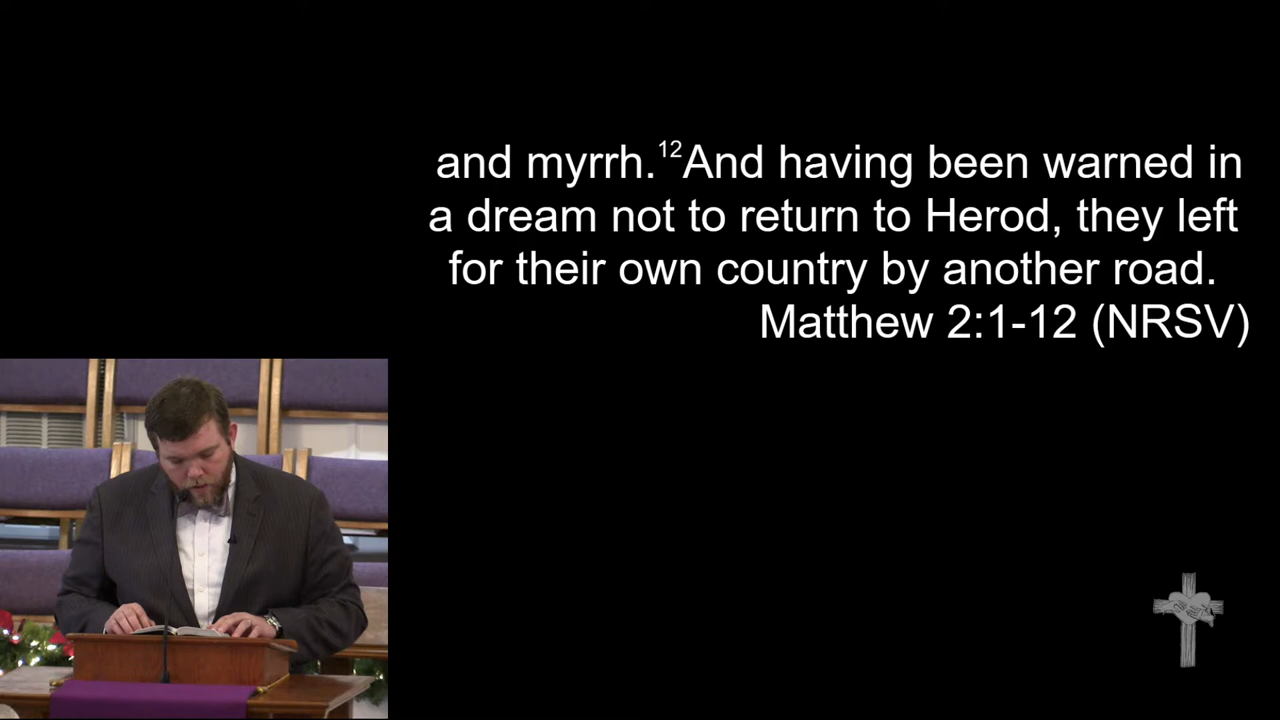 and myrrh.¹²And having been warned in
a dream not to return to Herod, they left
for their own country by another road.
Matthew 2:1-12 (NRSV)